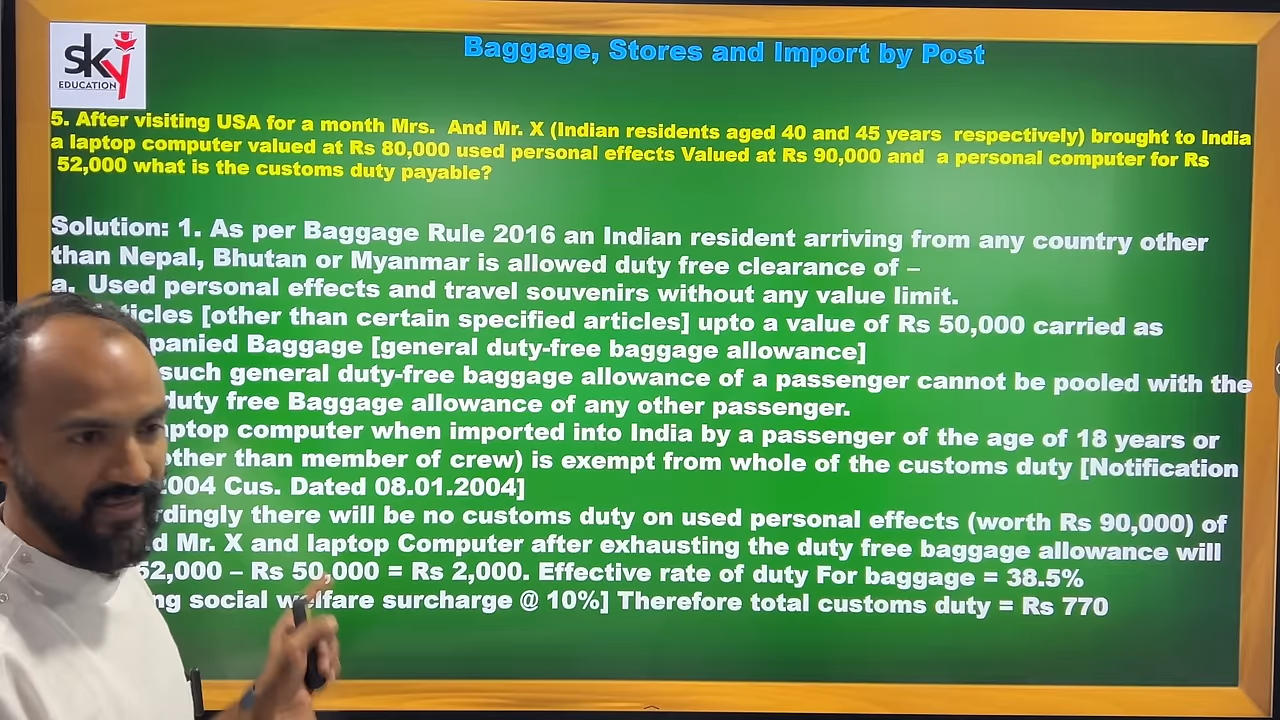 sky
EDUCATION
Baggage, Stores and Import by Post
5. After visiting USA for a month Mrs.  And Mr. X (Indian residents aged 40 and 45 years  respectively) brought to India
a laptop computer valued at Rs 80,000 used personal effects Valued at Rs 90,000 and  a personal computer for Rs
52,000 what is the customs duty payable?
Solution: 1. As per Baggage Rule 2016 an Indian resident arriving from any country other
than Nepal, Bhutan or Myanmar is allowed duty free clearance of –
a. Used personal effects and travel souvenirs without any value limit.
[other than certain specified articles] upto a value of Rs 50,000 carried as
Baggage [general duty-free baggage allowance]
such general duty-free baggage allowance of a passenger cannot be pooled with the
duty free Baggage allowance of any other passenger.
computer when imported into India by a passenger of the age of 18 years or
other than member of crew) is exempt from whole of the customs duty [Notification
2004 Cus. Dated 08.01.2004]
there will be no customs duty on used personal effects (worth Rs 90,000) of
Mr. X and laptop Computer after exhausting the duty free baggage allowance will
52,000 – Rs 50,000 = Rs 2,000. Effective rate of duty For baggage = 38.5%
social welfare surcharge @ 10%] Therefore total customs duty = Rs 770